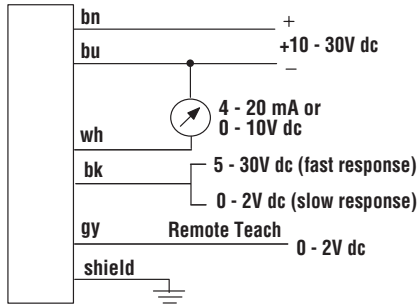 bn
+
+10 - 30V dc
bu
–
4 - 20 mA or
0 - 10V dc
wh
bk
5 - 30V dc (fast response)
0 - 2V dc (slow response)
gy
Remote Teach
0 - 2V dc
shield